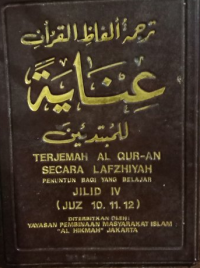 ترجمة ألفاظ القرآن
عناية
للمبتدئين
TERJEMAH AL QUR-AN
SECARA LAFZHIYAH
PENUNTUN BAGI YANG BELAJAR
JILID IV
(JUZ 10. 11. 12)
DITERBITKAN OLEH:
YAYASAN PEMBINAAN MASYARAKAT ISLAM
"AL HIKMAH" JAKARTA